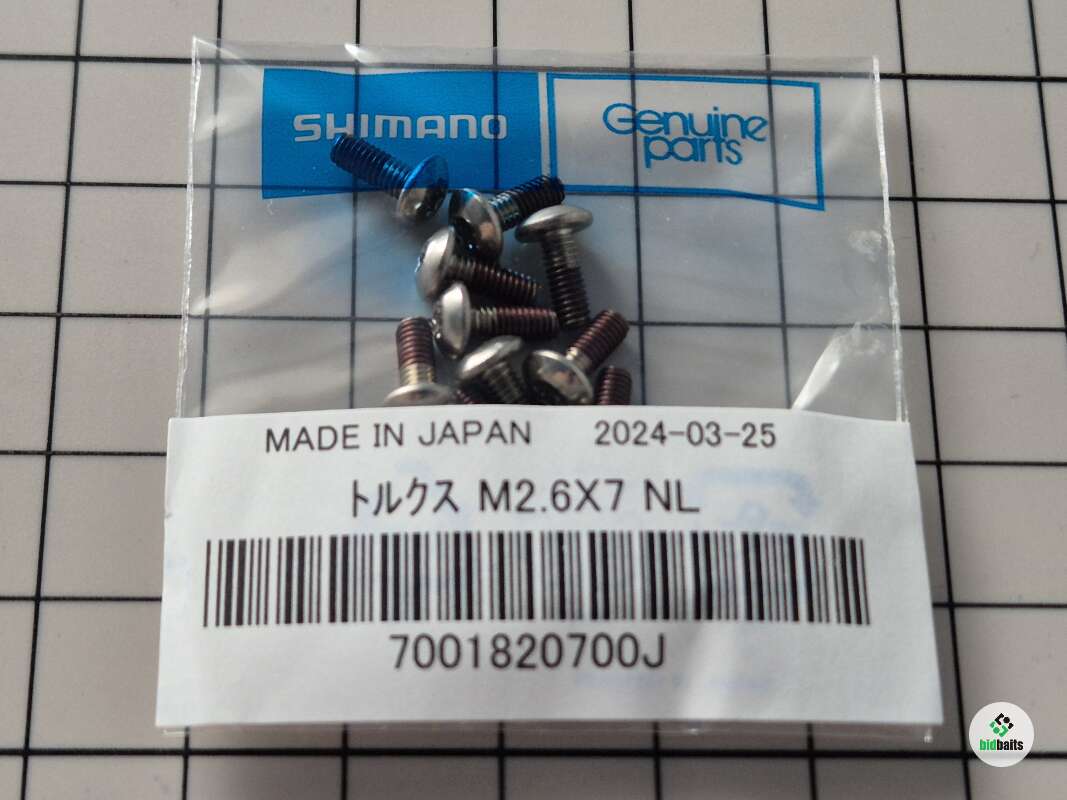 SHIMANO
Genuine
parts
MADE IN JAPAN 2024-03-25
トルクス M2.6X7 NL
7001820700J
bidbaits